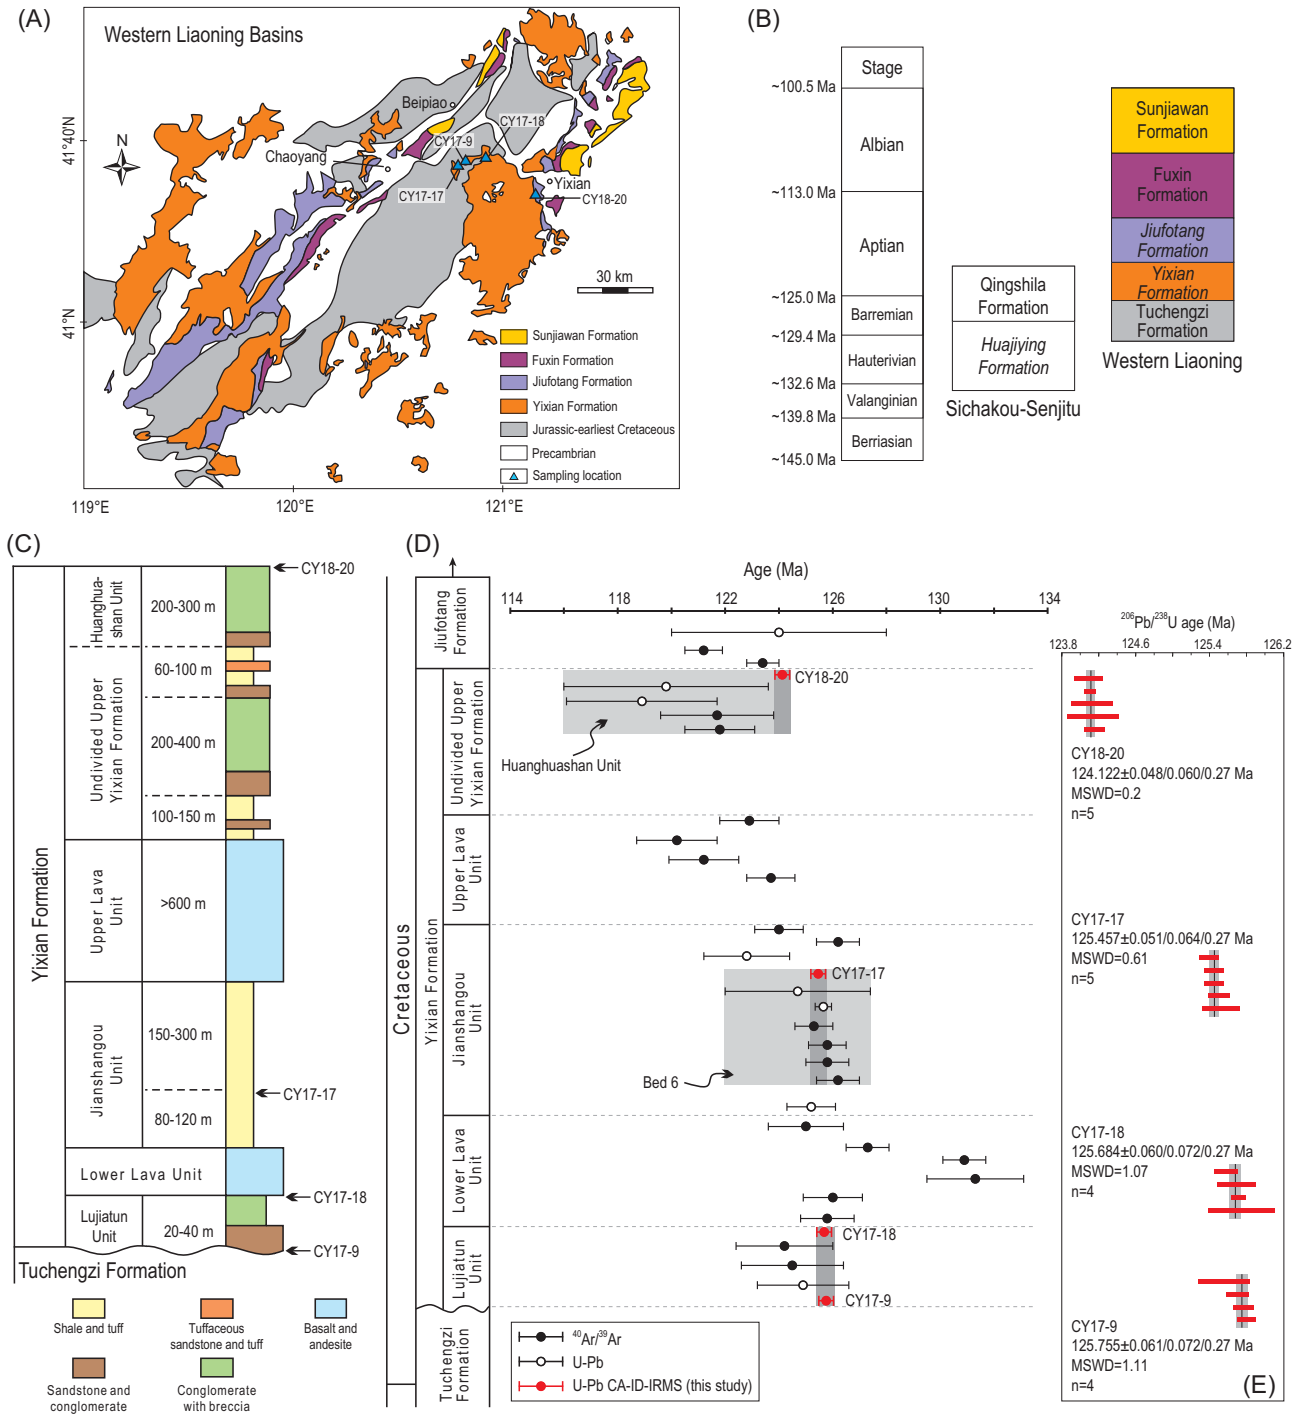 (A)
Western Liaoning Basins
Beipiao
CY17-18
CY17-9
Chaoyang
CY17-17
Yixian
CY18-20
N
41°40'N
41°N
30 km
Sunjiawan Formation
Fuxin Formation
Jiufotang Formation
Yixian Formation
Jurassic-earliest Cretaceous
Precambrian
Sampling location
119°E
120°E
121°E
(B)
Stage
~100.5 Ma
Albian
~113.0 Ma
Aptian
~125.0 Ma
Barremian
~129.4 Ma
Hauterivian
~132.6 Ma
Valanginian
~139.8 Ma
Berriasian
~145.0 Ma
Qingshila
Formation
Huajiying
Formation
Sichakou-Senjitu
Sunjiawan
Formation
Fuxin
Formation
Jiufotang
Formation
Yixian
Formation
Tuchengzi
Formation
Western Liaoning
(C)
Yixian Formation
Huanghua-
shan Unit
200-300 m
CY18-20
Undivided Upper
Yixian Formation
60-100 m
200-400 m
100-150 m
Upper Lava
Unit
>600 m
Jianshangou
Unit
150-300 m
CY17-17
80-120 m
Lower Lava Unit
CY17-18
Lujiatun
Unit
20-40 m
CY17-9
Tuchengzi Formation
Shale and tuff
Tuffaceous
sandstone and tuff
Basalt and
andesite
Sandstone and
conglomerate
Conglomerate
with breccia
(D)
Age (Ma)
114
118
122
126
130
134
Cretaceous
Yixian Formation
Jiufotang
Formation
Undivided Upper
Yixian Formation
CY18-20
Huanghuashan Unit
Upper Lava
Unit
Jianshangou
Unit
CY17-17
Bed 6
Lower Lava
Unit
Lujiatun
Unit
CY17-18
CY17-9
Tuchengzi
Formation
40Ar/39Ar
U-Pb
U-Pb CA-ID-IRMS (this study)
206Pb/238U age (Ma)
123.8
124.6
125.4
126.2
CY18-20
124.122±0.048/0.060/0.27 Ma
MSWD=0.2
n=5
CY17-17
125.457±0.051/0.064/0.27 Ma
MSWD=0.61
n=5
CY17-18
125.684±0.060/0.072/0.27 Ma
MSWD=1.07
n=4
CY17-9
125.755±0.061/0.072/0.27 Ma
MSWD=1.11
n=4
(E)